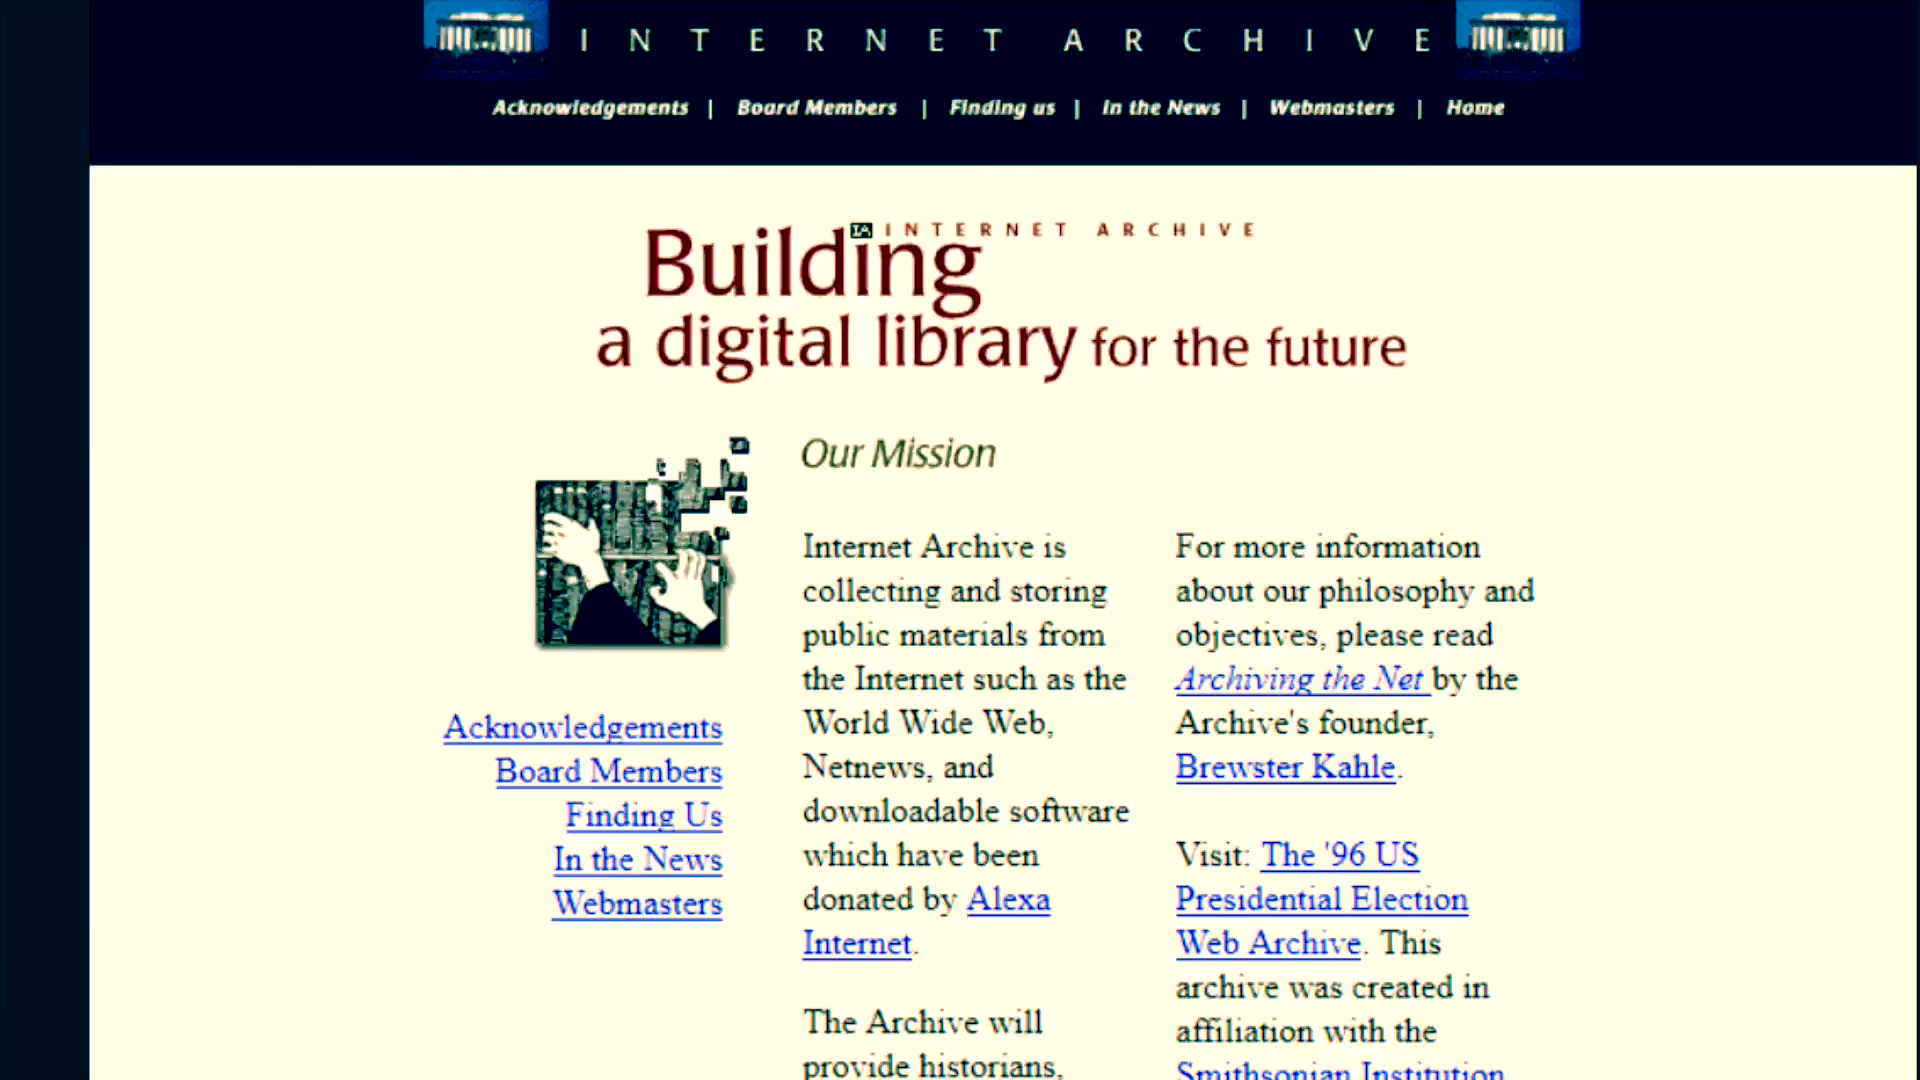 INTERNET ARCHIVE
Acknowledgements | Board Members | Finding us | In the News | Webmasters | Home
IA INTERNET ARCHIVE
Building
a digital library for the future
Our Mission
Acknowledgements
Board Members
Finding Us
In the News
Webmasters
Internet Archive is
collecting and storing
public materials from
the Internet such as the
World Wide Web,
Netnews, and
downloadable software
which have been
donated by Alexa
Internet.
The Archive will
provide historians,
For more information
about our philosophy and
objectives, please read
Archiving the Net by the
Archive's founder,
Brewster Kahle.
Visit: The '96 US
Presidential Election
Web Archive. This
archive was created in
affiliation with the
Smithsonian Institution